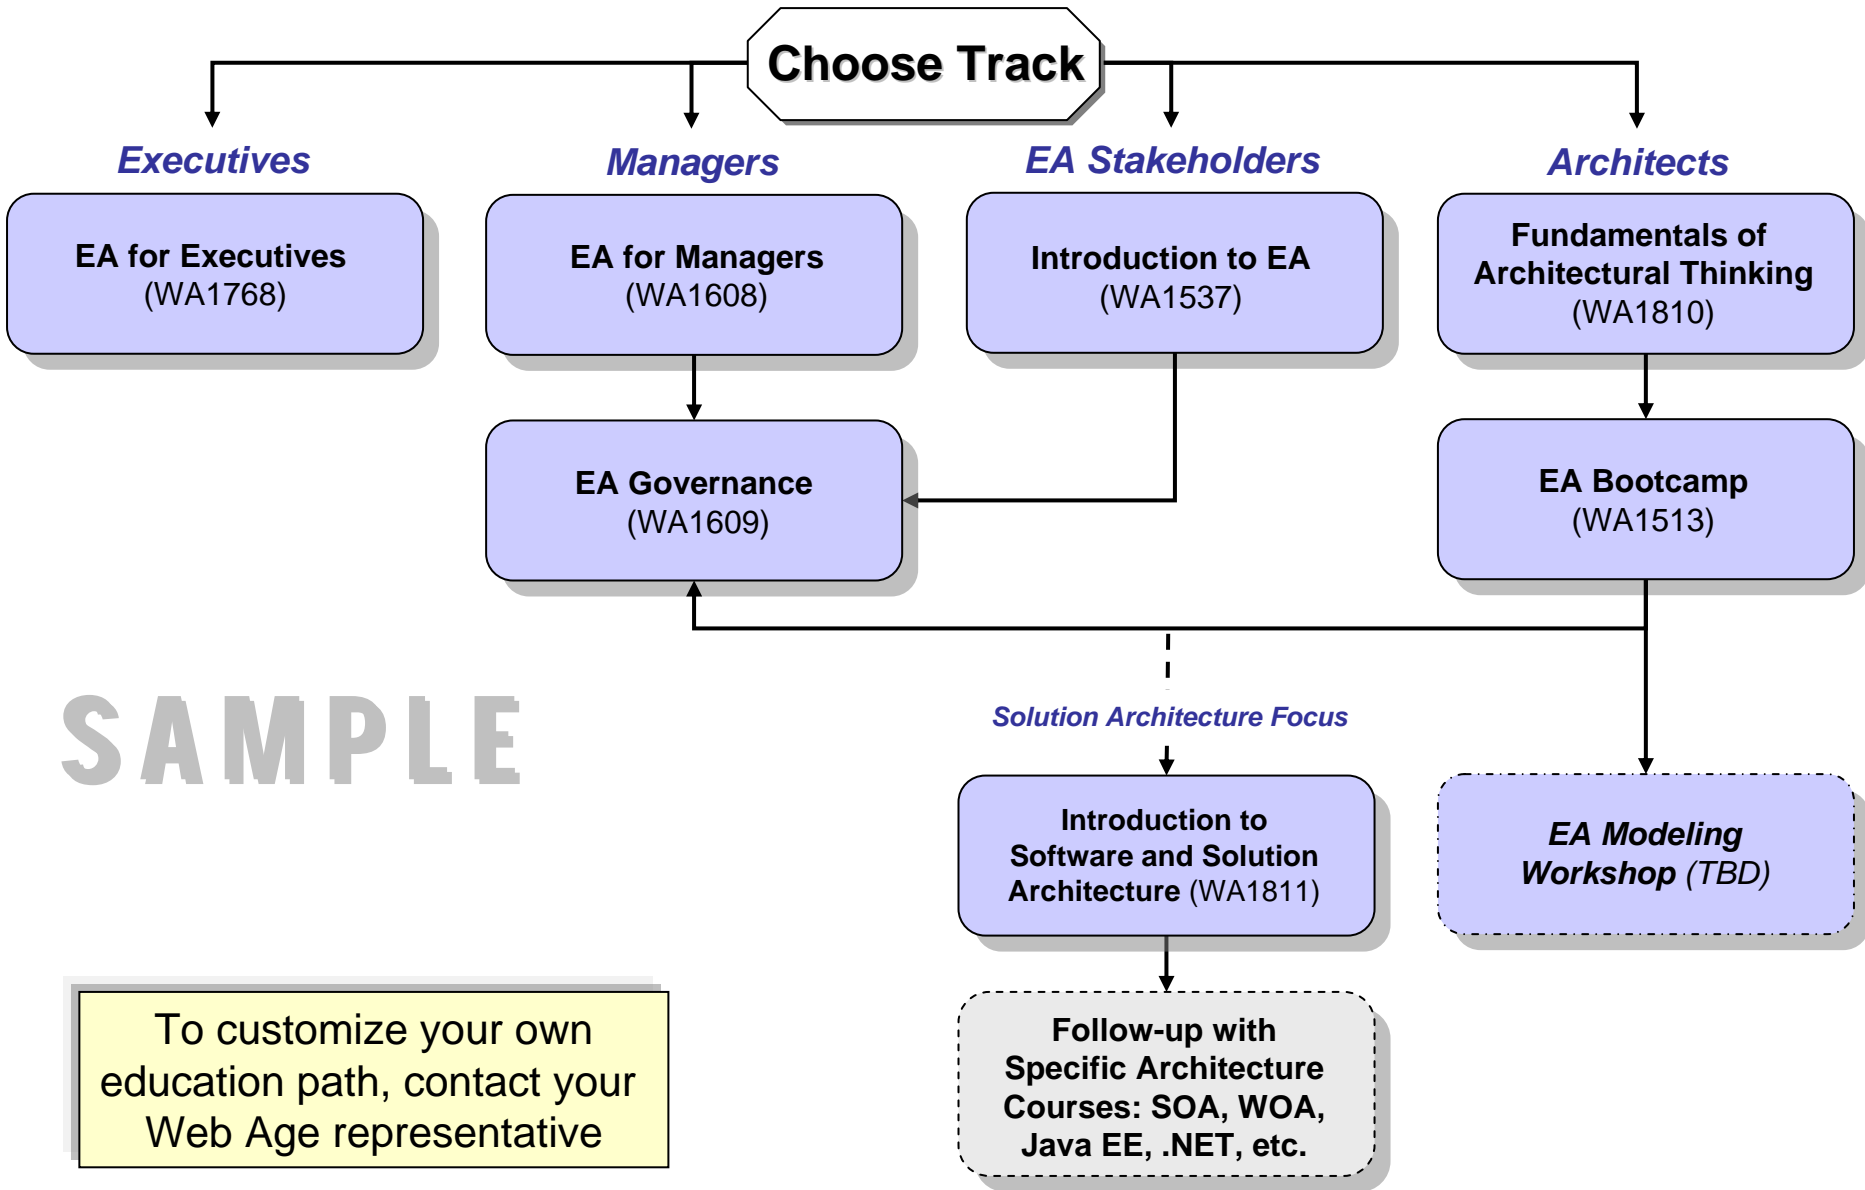 Choose Track
Executives
Managers
EA Stakeholders
Architects
EA for Executives
(WA1768)
EA for Managers
(WA1608)
Introduction to EA
(WA1537)
Fundamentals of
Architectural Thinking
(WA1810)
EA Governance
(WA1609)
EA Bootcamp
(WA1513)
SAMPLE
Solution Architecture Focus
Introduction to
Software and Solution
Architecture (WA1811)
EA Modeling
Workshop (TBD)
To customize your own
education path, contact your
Web Age representative
Follow-up with
Specific Architecture
Courses: SOA, WOA,
Java EE, .NET, etc.